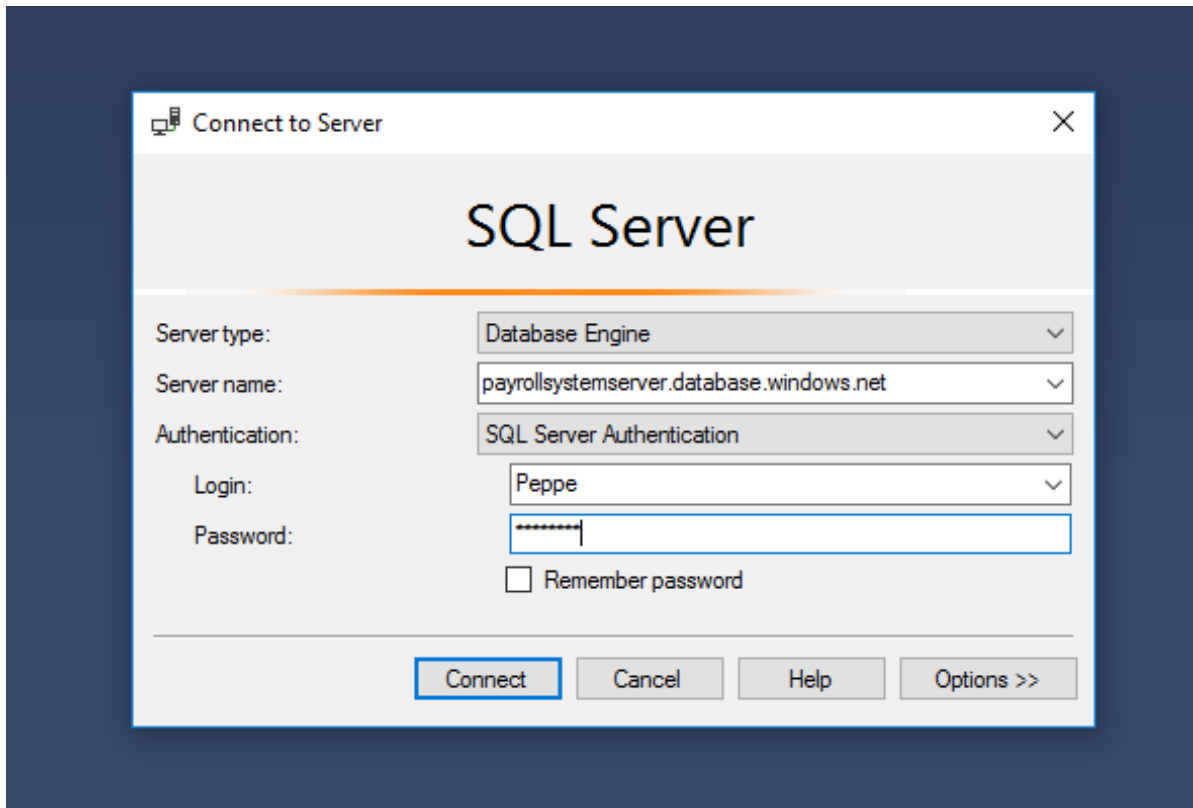 Connect to Server
SQL Server
Server type: Database Engine
Server name: payrollsystemserver.database.windows.net
Authentication: SQL Server Authentication
Login: Peppe
Password: ********
Remember password
Connect Cancel Help Options >>